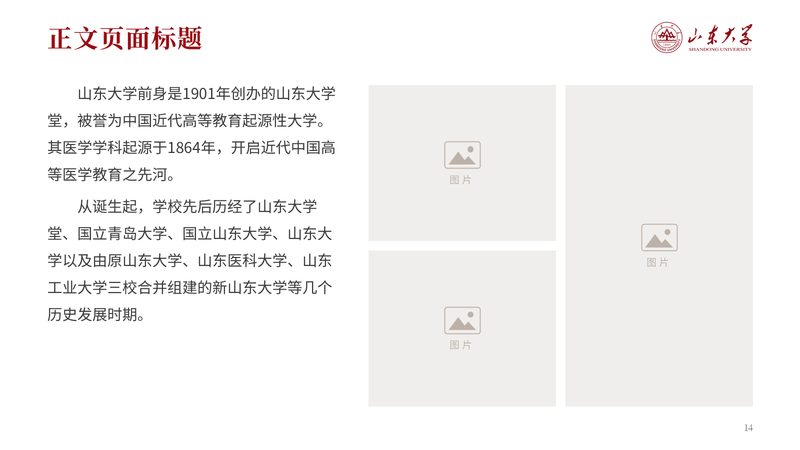 正文页面标题
山东大学
SHANDONG UNIVERSITY
山东大学前身是1901年创办的山东大学
堂，被誉为中国近代高等教育起源性大学。
其医学学科起源于1864年，开启近代中国高
等医学教育之先河。
从诞生起，学校先后历经了山东大学
堂、国立青岛大学、国立山东大学、山东大
学以及由原山东大学、山东医科大学、山东
工业大学三校合并组建的新山东大学等几个
历史发展时期。
图片
图片
图片
14